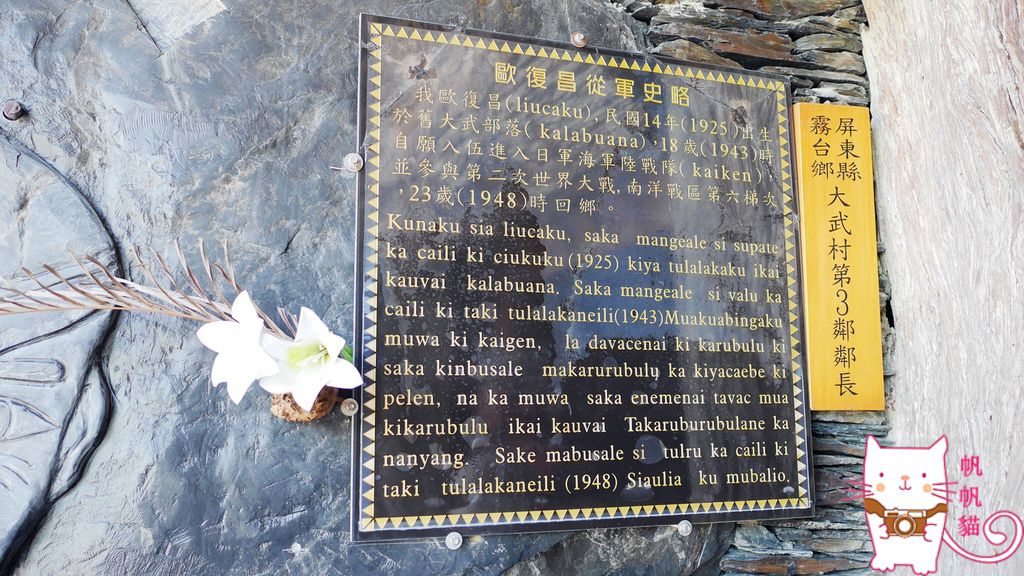 歐復昌從軍史略
我歐復昌(liucaku),民國14年(1925)出生
於舊大武部落(kalabuana),18歲(1943)時
自願入伍進入日軍海軍陸戰隊(kaiken),
並參與第二次世界大戰,南洋戰區第六梯次
,23歲(1948)時回鄉。
Kunaku sia liucaku, saka mangeale si supate
ka caili ki ciukuku(1925) kiya tulalakaku ikai
kauvai kalabuana. Saka mangeale si valu ka
caili ki taki tulalakaneili(1943)Muakuabingaku
muwa ki kaigen, la davacenai ki karubulu ki
saka kinbusale makarurubulu ka kiyacaebe ki
pelen, na ka muwa saka enemenai tavac mua
kikarubulu ikai kauvai Takaruburubulane ka
nanyang. Sake mabusale si tulru ka caili ki
taki tulalakaneili (1948) Siaulia ku mubalio.
屏東縣
霧台鄉
大武村第3鄰鄰長
帆帆貓